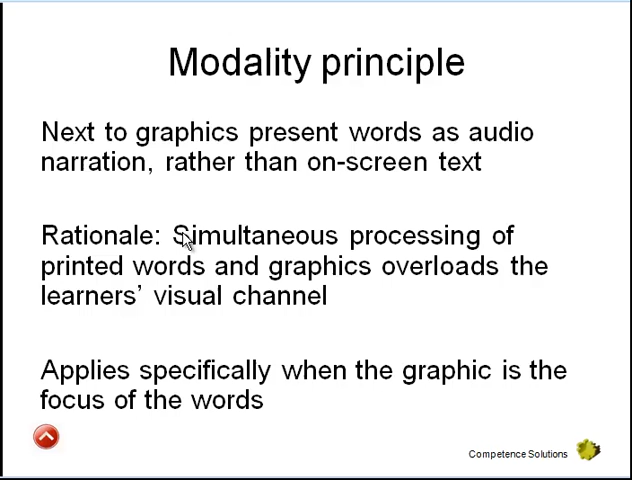 Modality principle
Next to graphics present words as audio
narration, rather than on-screen text
Rationale: Simultaneous processing of
printed words and graphics overloads the
learners’ visual channel
Applies specifically when the graphic is the
focus of the words
Competence Solutions